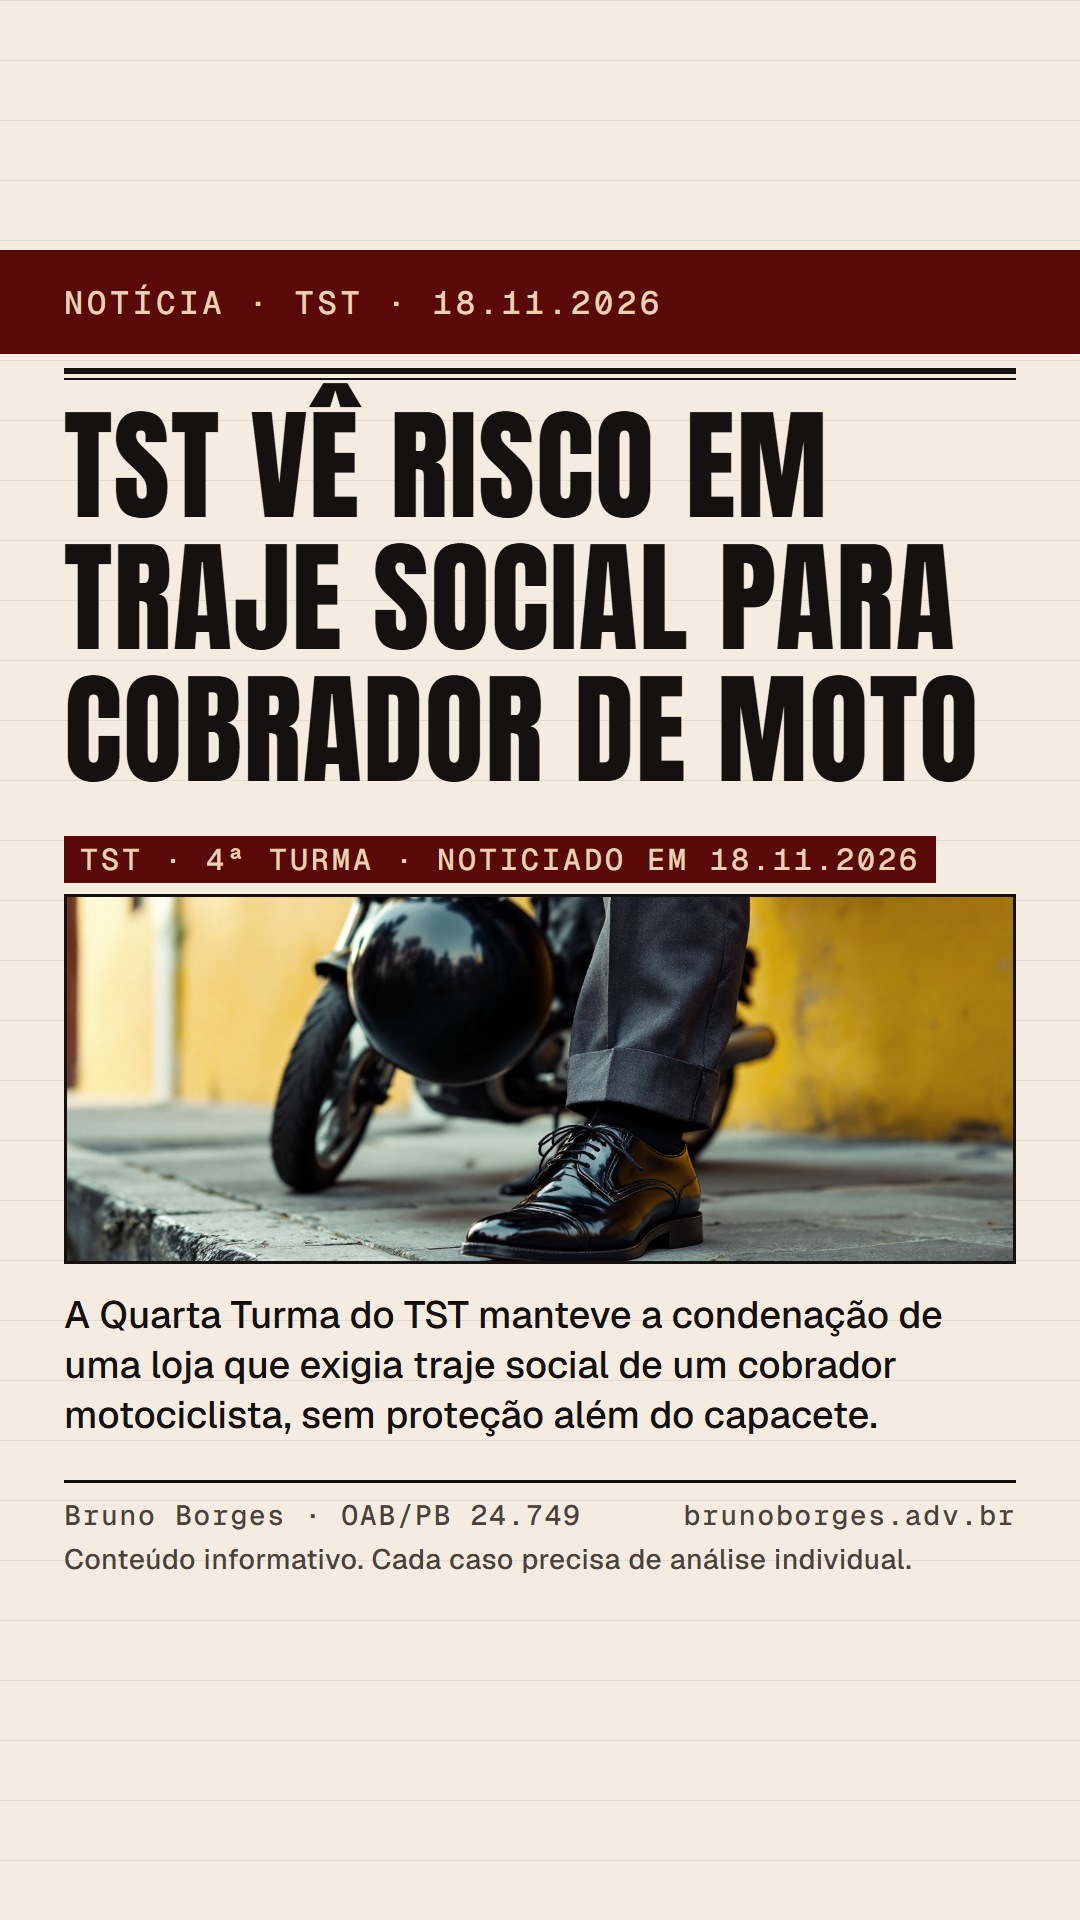 NOTÍCIA · TST · 18.11.2026
TST VÊ RISCO EM
TRAJE SOCIAL PARA
COBRADOR DE MOTO
TST · 4ª TURMA · NOTICIADO EM 18.11.2026
A Quarta Turma do TST manteve a condenação de
uma loja que exigia traje social de um cobrador
motociclista, sem proteção além do capacete.
Bruno Borges · OAB/PB 24.749 brunoborges.adv.br
Conteúdo informativo. Cada caso precisa de análise individual.